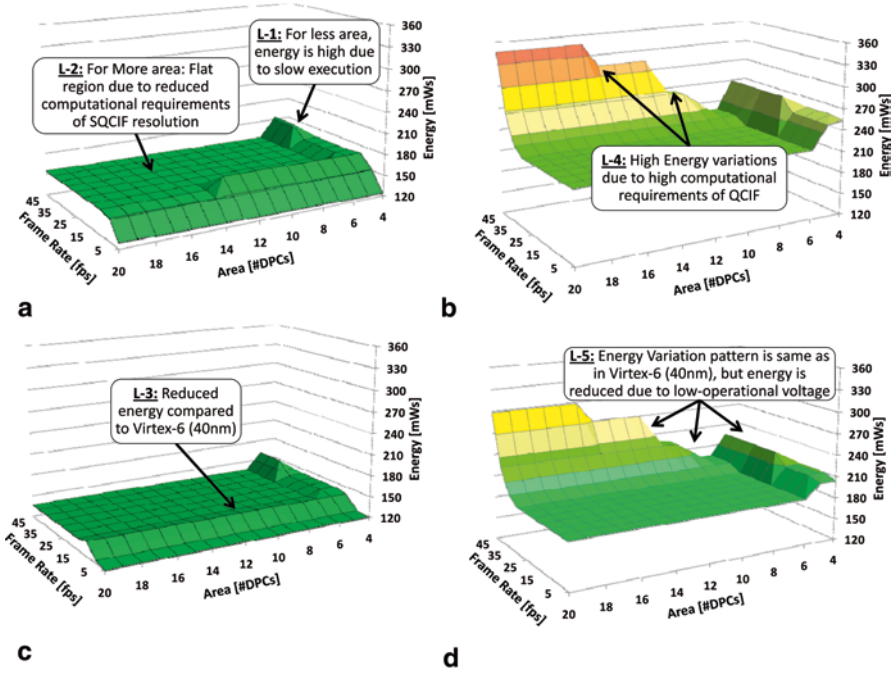 360
330
300
270
240
210
180
150
120
Energy [mWs]
L-1: For less area,
energy is high due
to slow execution
L-2: For More area: Flat
region due to reduced
computational requirements
of SQCIF resolution
45
35
25
15
5
Frame Rate [fps]
20
18
16
14
12
10
8
6
4
Area [#DPCs]
a
360
330
300
270
240
210
180
150
120
Energy [mWs]
L-4: High Energy variations
due to high computational
requirements of QCIF
45
35
25
15
5
Frame Rate [fps]
20
18
16
14
12
10
8
6
4
Area [#DPCs]
b
360
330
300
270
240
210
180
150
120
Energy [mWs]
L-3: Reduced
energy compared
to Virtex-6 (40nm)
45
35
25
15
5
Frame Rate [fps]
20
18
16
14
12
10
8
6
4
Area [#DPCs]
c
L-5: Energy Variation pattern is same as
in Virtex-6 (40nm), but energy is
reduced due to low-operational voltage
360
330
300
270
240
210
180
150
120
Energy [mWs]
45
35
25
15
5
Frame Rate [fps]
20
18
16
14
12
10
8
6
4
Area [#DPCs]
d